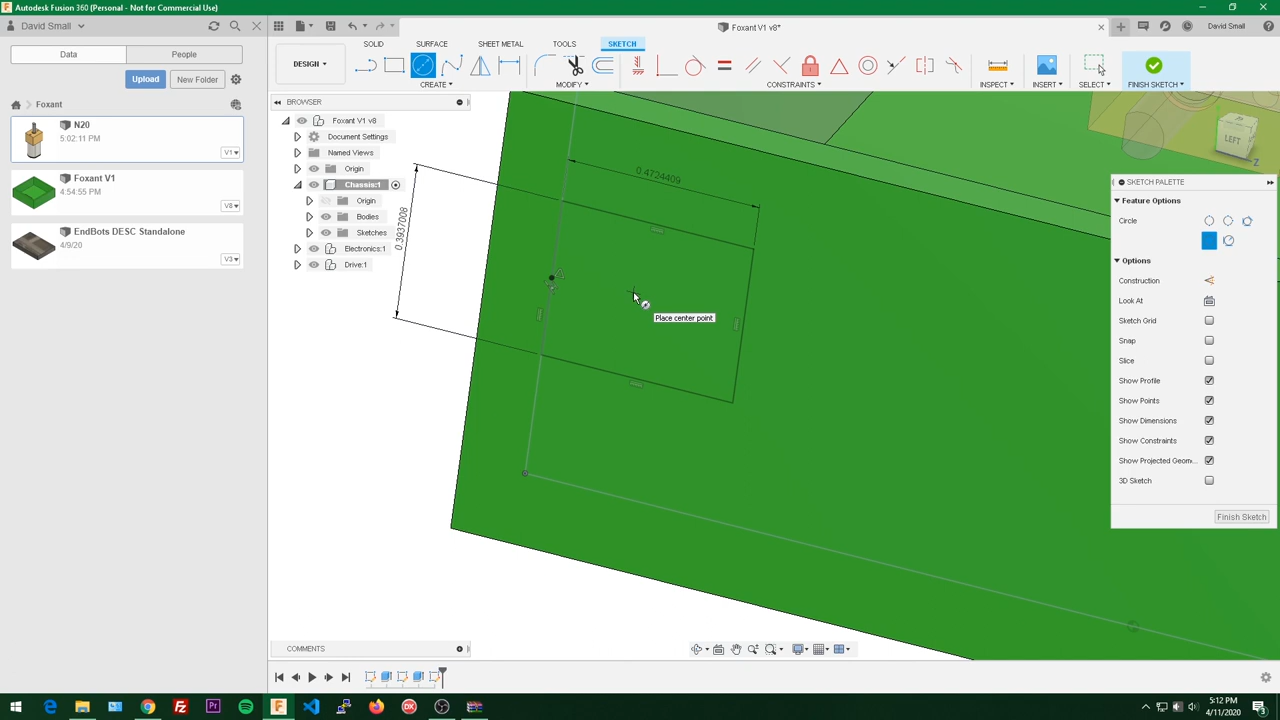 Autodesk Fusion 360 (Personal - Not for Commercial Use)
David Small
Foxant V1 v8*
David Small
Data
People
Upload
New Folder
Foxant
N20
5:02:11 PM
V1
Foxant V1
4:54:55 PM
V8
EndBots DESC Standalone
4/9/20
V3
DESIGN
SOLID
SURFACE
SHEET METAL
TOOLS
SKETCH
CREATE
MODIFY
CONSTRAINTS
INSPECT
INSERT
SELECT
FINISH SKETCH
BROWSER
Foxant V1 v8
Document Settings
Named Views
Origin
Chassis:1
Origin
Bodies
Sketches
Electronics:1
Drive:1
0.4724409
0.3937008
Place center point
LEFT
Z
SKETCH PALETTE
Feature Options
Circle
Options
Construction
Look At
Sketch Grid
Snap
Slice
Show Profile
Show Points
Show Dimensions
Show Constraints
Show Projected Geom...
3D Sketch
Finish Sketch
COMMENTS
5:12 PM
4/11/2020